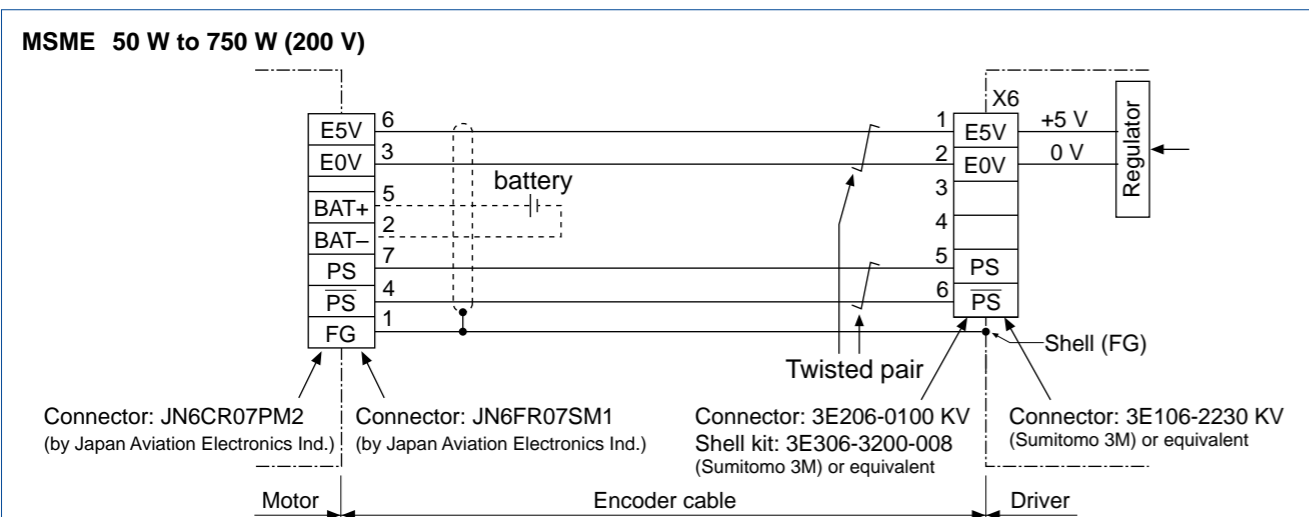 MSME 50 W to 750 W (200 V)
X6
E5V 6 1 E5V +5 V
E0V 3 2 E0V 0 V
Regulator
battery
3
BAT+ 5
4
BAT– 2
PS 7 5 PS
P̅S̅ 4 6 P̅S̅
FG 1
Shell (FG)
Twisted pair
Connector: JN6CR07PM2
(by Japan Aviation Electronics Ind.)
Connector: JN6FR07SM1
(by Japan Aviation Electronics Ind.)
Connector: 3E206-0100 KV
Shell kit: 3E306-3200-008
(Sumitomo 3M) or equivalent
Connector: 3E106-2230 KV
(Sumitomo 3M) or equivalent
Motor
Encoder cable
Driver